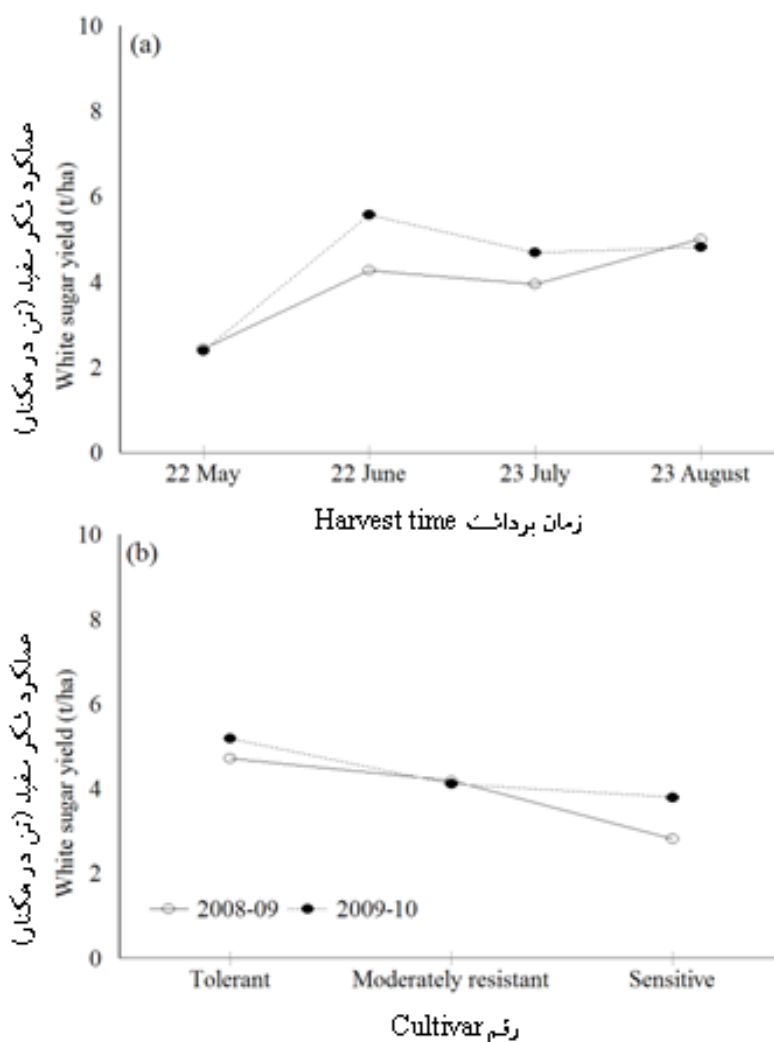 (a)
10
8
6
4
2
0
عملکرد شکر سفید (تن در هکتار)
White sugar yield (t/ha)
22 May 22 June 23 July 23 August
Harvest time زمان برداشت
(b)
10
8
6
4
2
0
عملکرد شکر سفید (تن در هکتار)
White sugar yield (t/ha)
2008-09 2009-10
Tolerant Moderately resistant Sensitive
Cultivar رقم